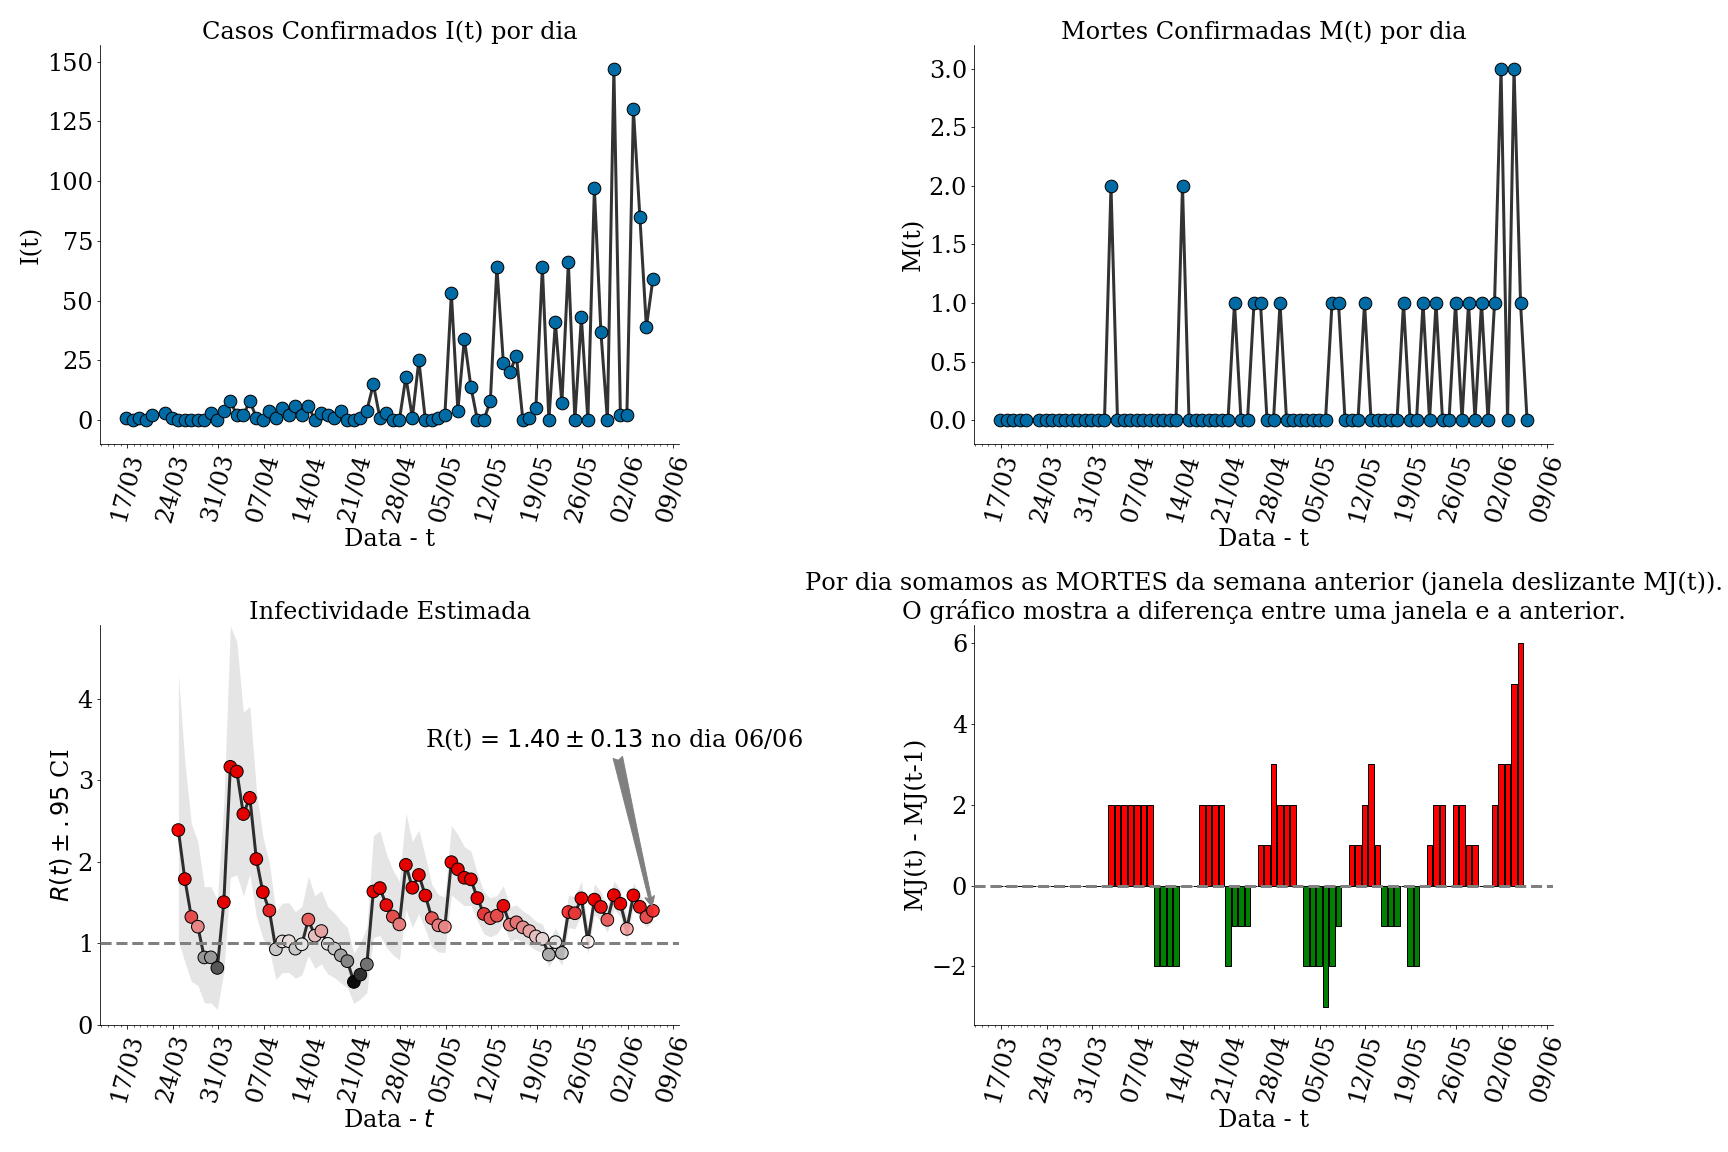 Casos Confirmados I(t) por dia
150
125
100
75
50
25
0
I(t)
17/03 24/03 31/03 07/04 14/04 21/04 28/04 05/05 12/05 19/05 26/05 02/06 09/06
Data - t
Mortes Confirmadas M(t) por dia
3.0
2.5
2.0
1.5
1.0
0.5
0.0
M(t)
17/03 24/03 31/03 07/04 14/04 21/04 28/04 05/05 12/05 19/05 26/05 02/06 09/06
Data - t
Infectividade Estimada
4
3
2
1
0
R(t) ± .95 CI
R(t) = 1.40 ± 0.13 no dia 06/06
17/03 24/03 31/03 07/04 14/04 21/04 28/04 05/05 12/05 19/05 26/05 02/06 09/06
Data - t
Por dia somamos as MORTES da semana anterior (janela deslizante MJ(t)).
O gráfico mostra a diferença entre uma janela e a anterior.
6
4
2
0
−2
MJ(t) - MJ(t-1)
17/03 24/03 31/03 07/04 14/04 21/04 28/04 05/05 12/05 19/05 26/05 02/06 09/06
Data - t